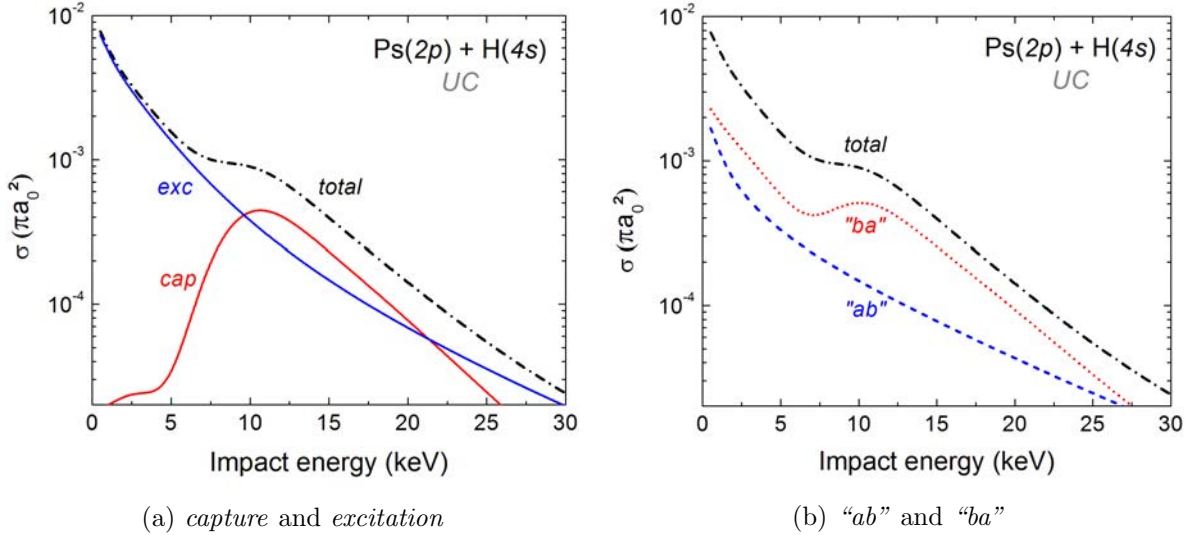 10⁻²
10⁻³
10⁻⁴
σ (πa₀²)
Ps(2p) + H(4s)
UC
exc
total
cap
0 5 10 15 20 25 30
Impact energy (keV)
(a) capture and excitation
10⁻²
10⁻³
10⁻⁴
σ (πa₀²)
Ps(2p) + H(4s)
UC
total
"ba"
"ab"
0 5 10 15 20 25 30
Impact energy (keV)
(b) “ab” and “ba”